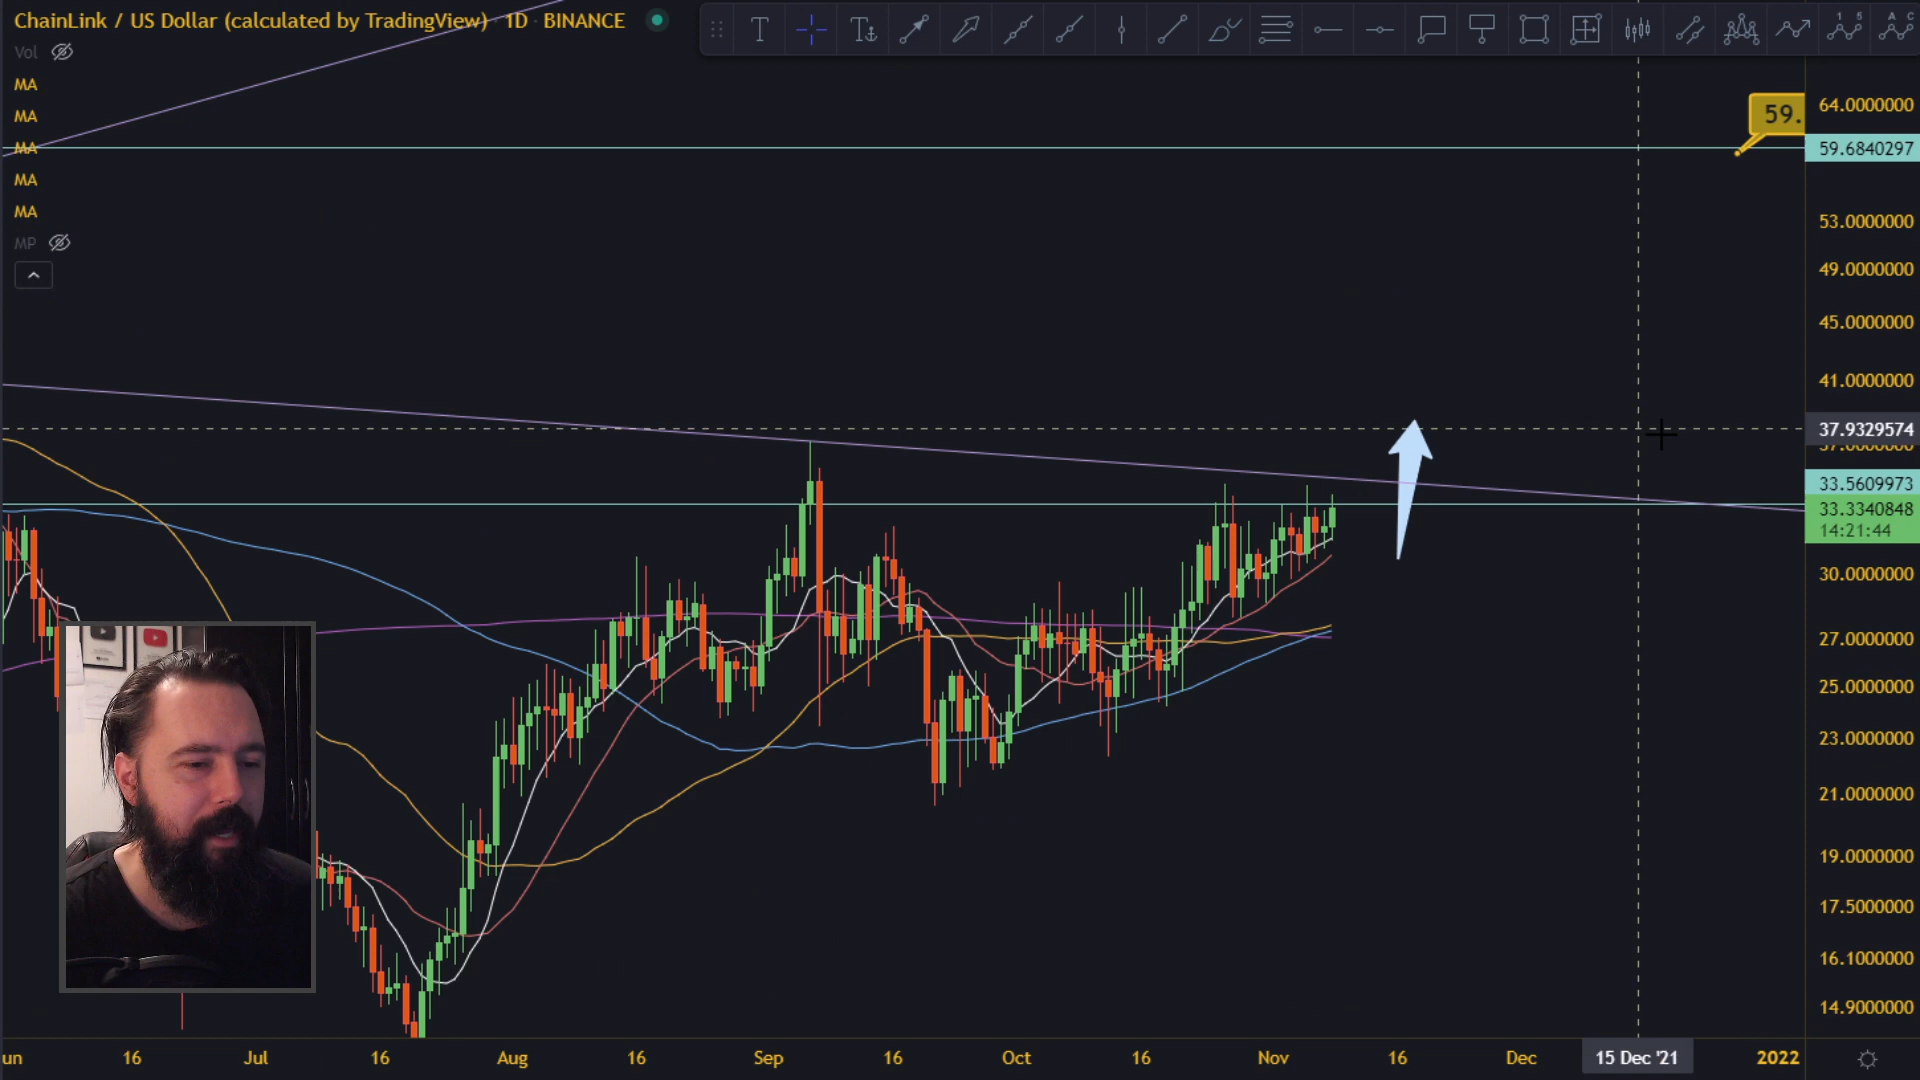 ChainLink / US Dollar (calculated by TradingView) · 1D · BINANCE
Vol
MA
MA
MA
MA
MA
MP
59.
64.0000000
59.6840297
53.0000000
49.0000000
45.0000000
41.0000000
37.9329574
37.0000000
33.5609973
33.3340848
14:21:44
30.0000000
27.0000000
25.0000000
23.0000000
21.0000000
19.0000000
17.5000000
16.1000000
14.9000000
un 16 Jul 16 Aug 16 Sep 16 Oct 16 Nov 16 Dec 15 Dec '21 2022